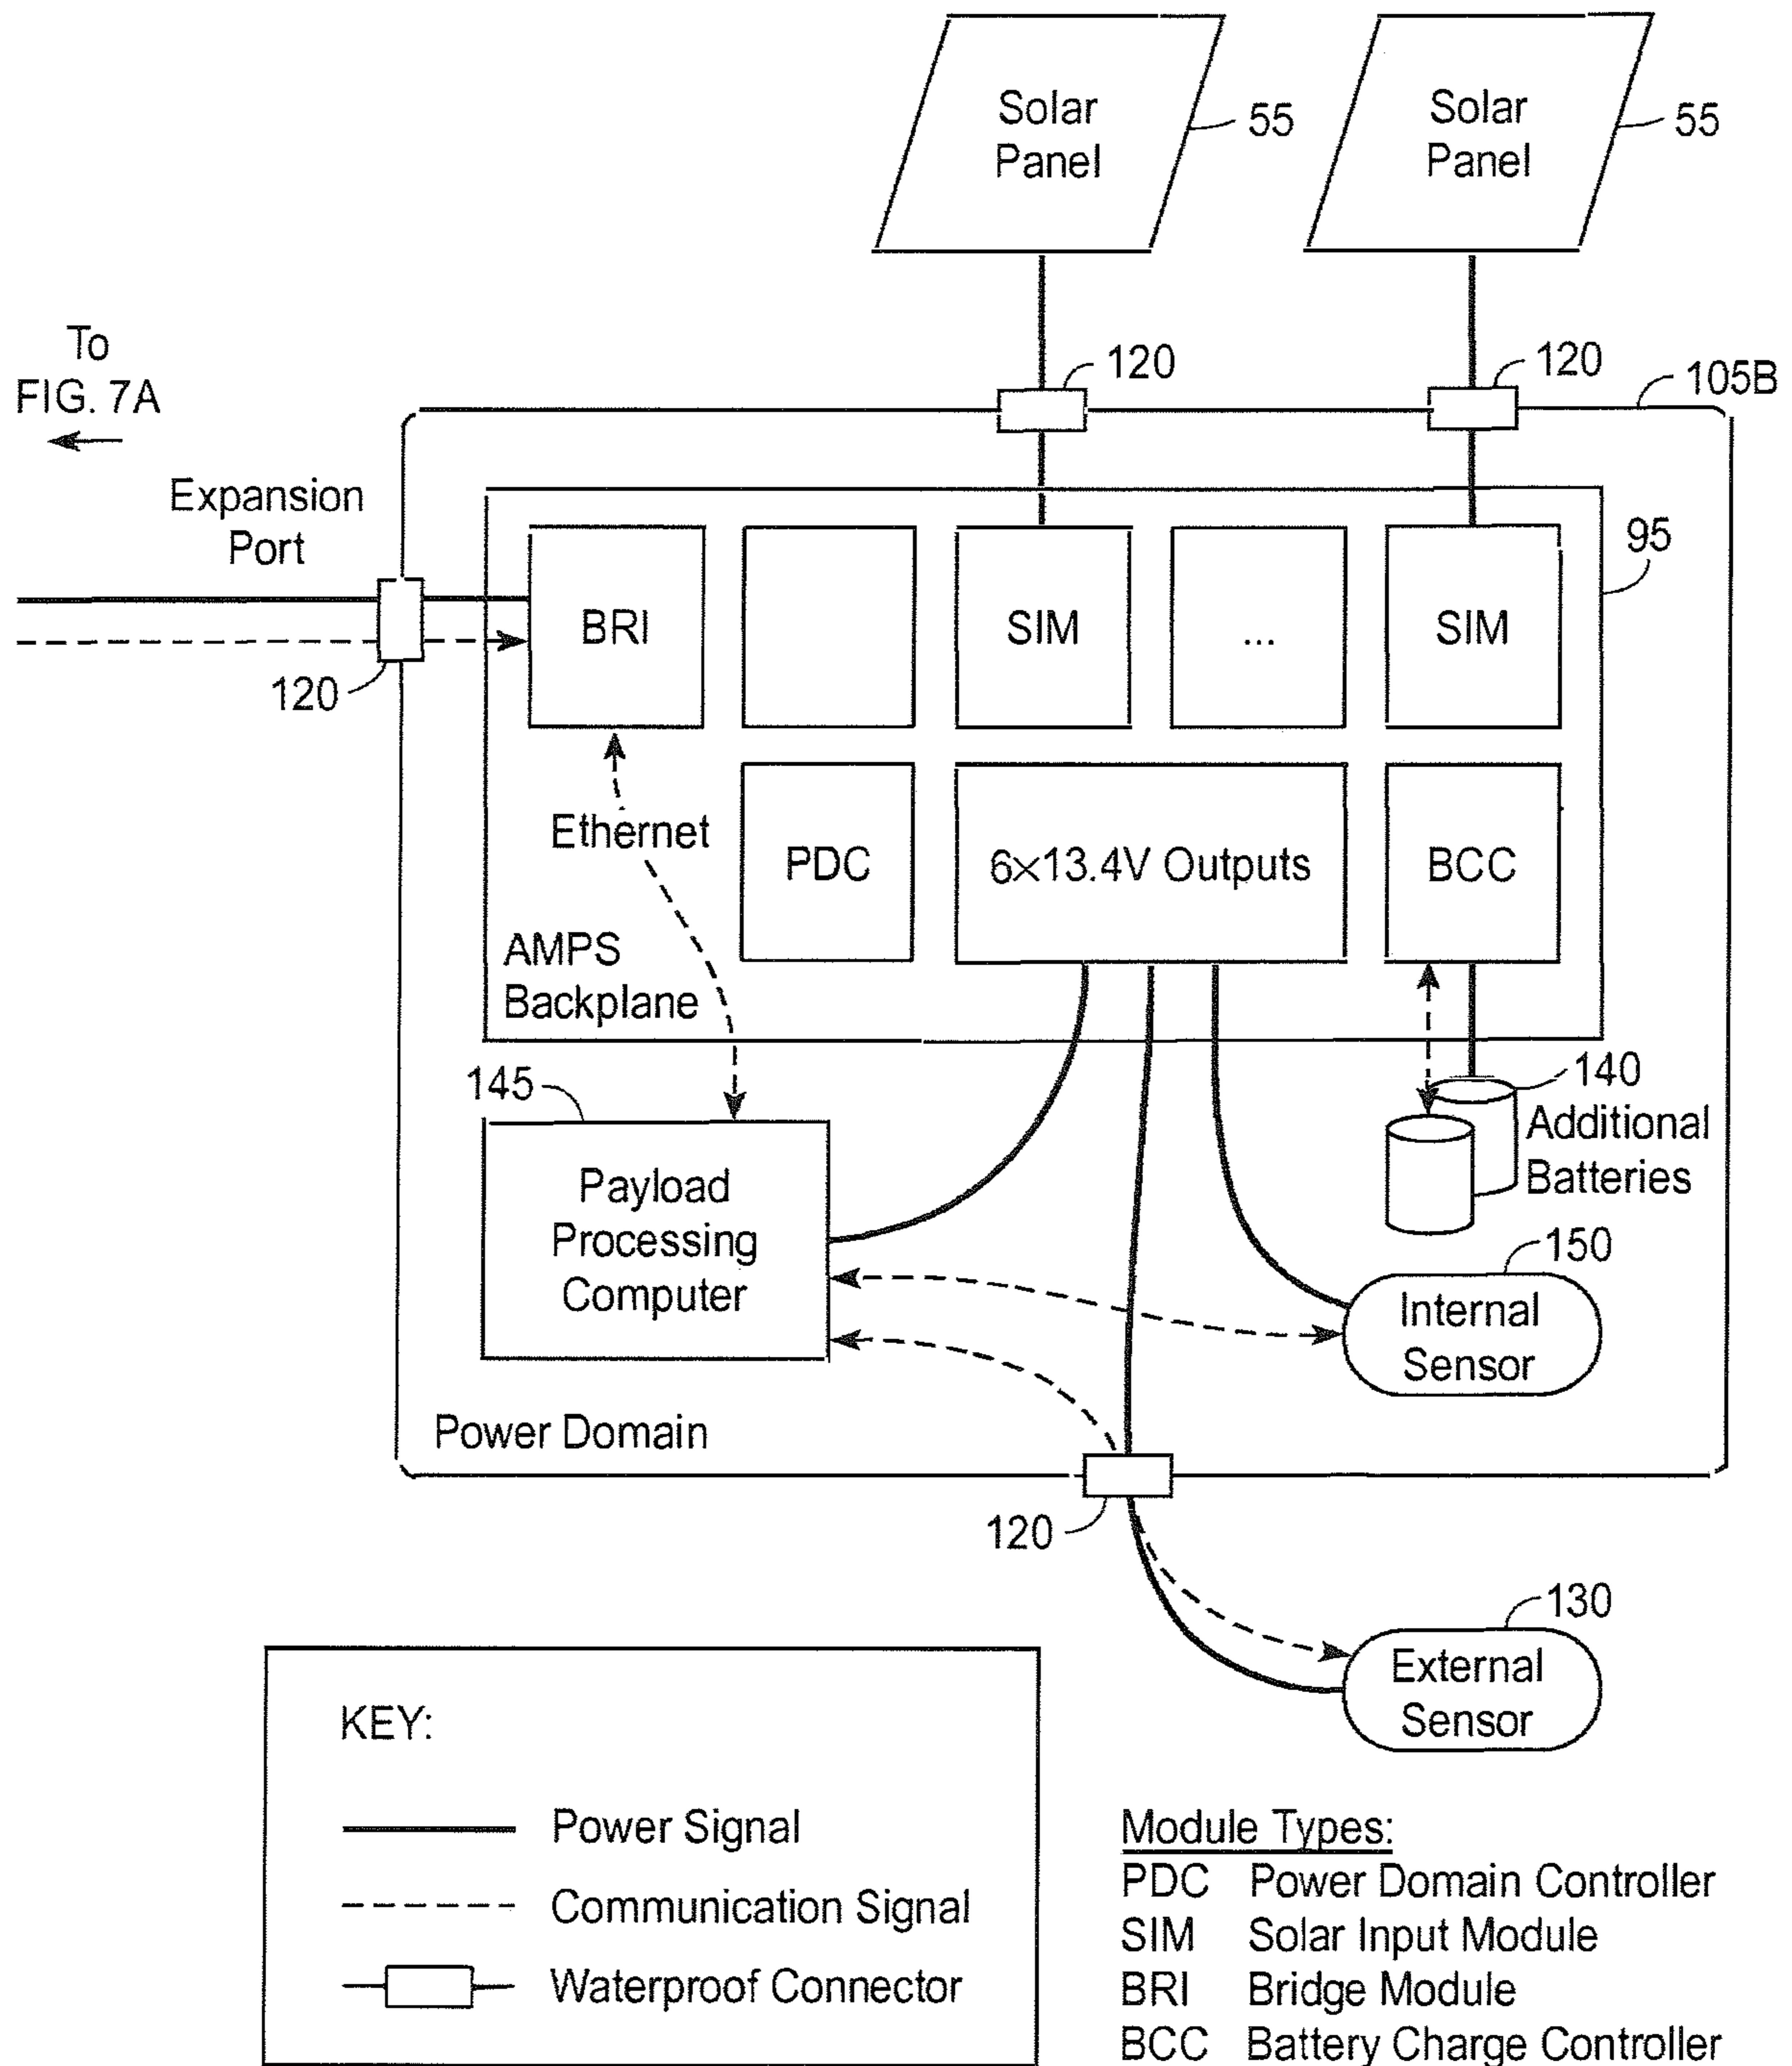 Solar
Panel
55
Solar
Panel
55
To
FIG. 7A
120
120
105B
Expansion
Port
95
BRI
SIM
...
SIM
120
Ethernet
PDC
6×13.4V Outputs
BCC
AMPS
Backplane
145
140
Additional
Batteries
Payload
Processing
Computer
150
Internal
Sensor
Power Domain
120
130
External
Sensor
KEY:
Power Signal
Communication Signal
Waterproof Connector
Module Types:
PDC Power Domain Controller
SIM Solar Input Module
BRI Bridge Module
BCC Battery Charge Controller